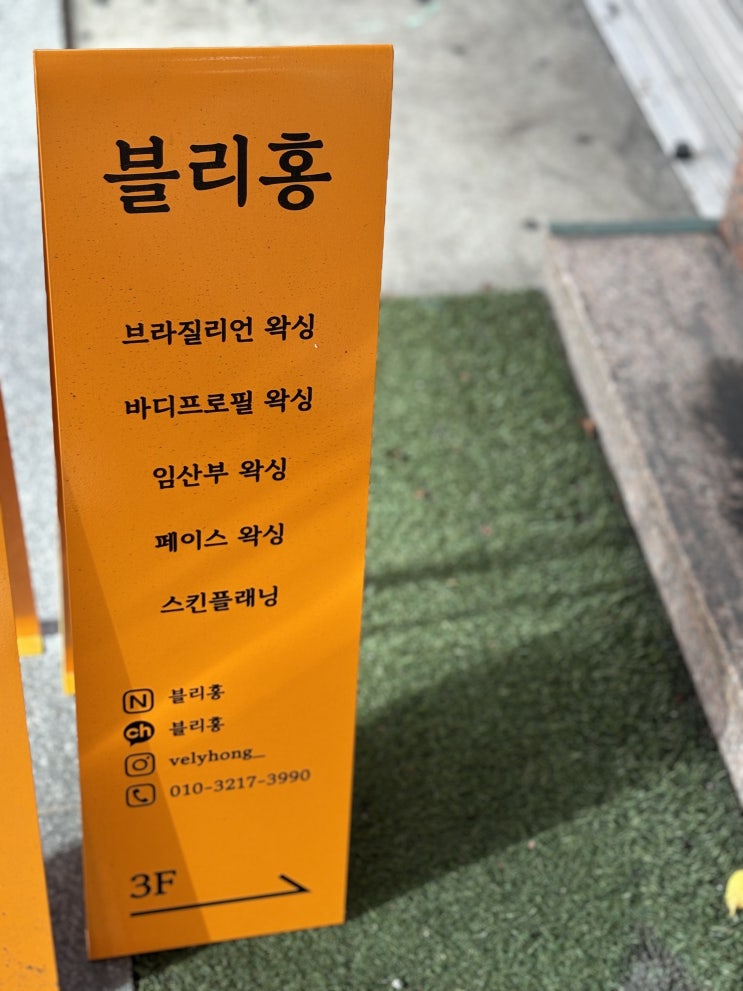 블리홍
브라질리언 왁싱
바디프로필 왁싱
임산부 왁싱
페이스 왁싱
스킨플래닝
N 블리홍
ch 블리홍
velyhong_
010-3217-3990
3F